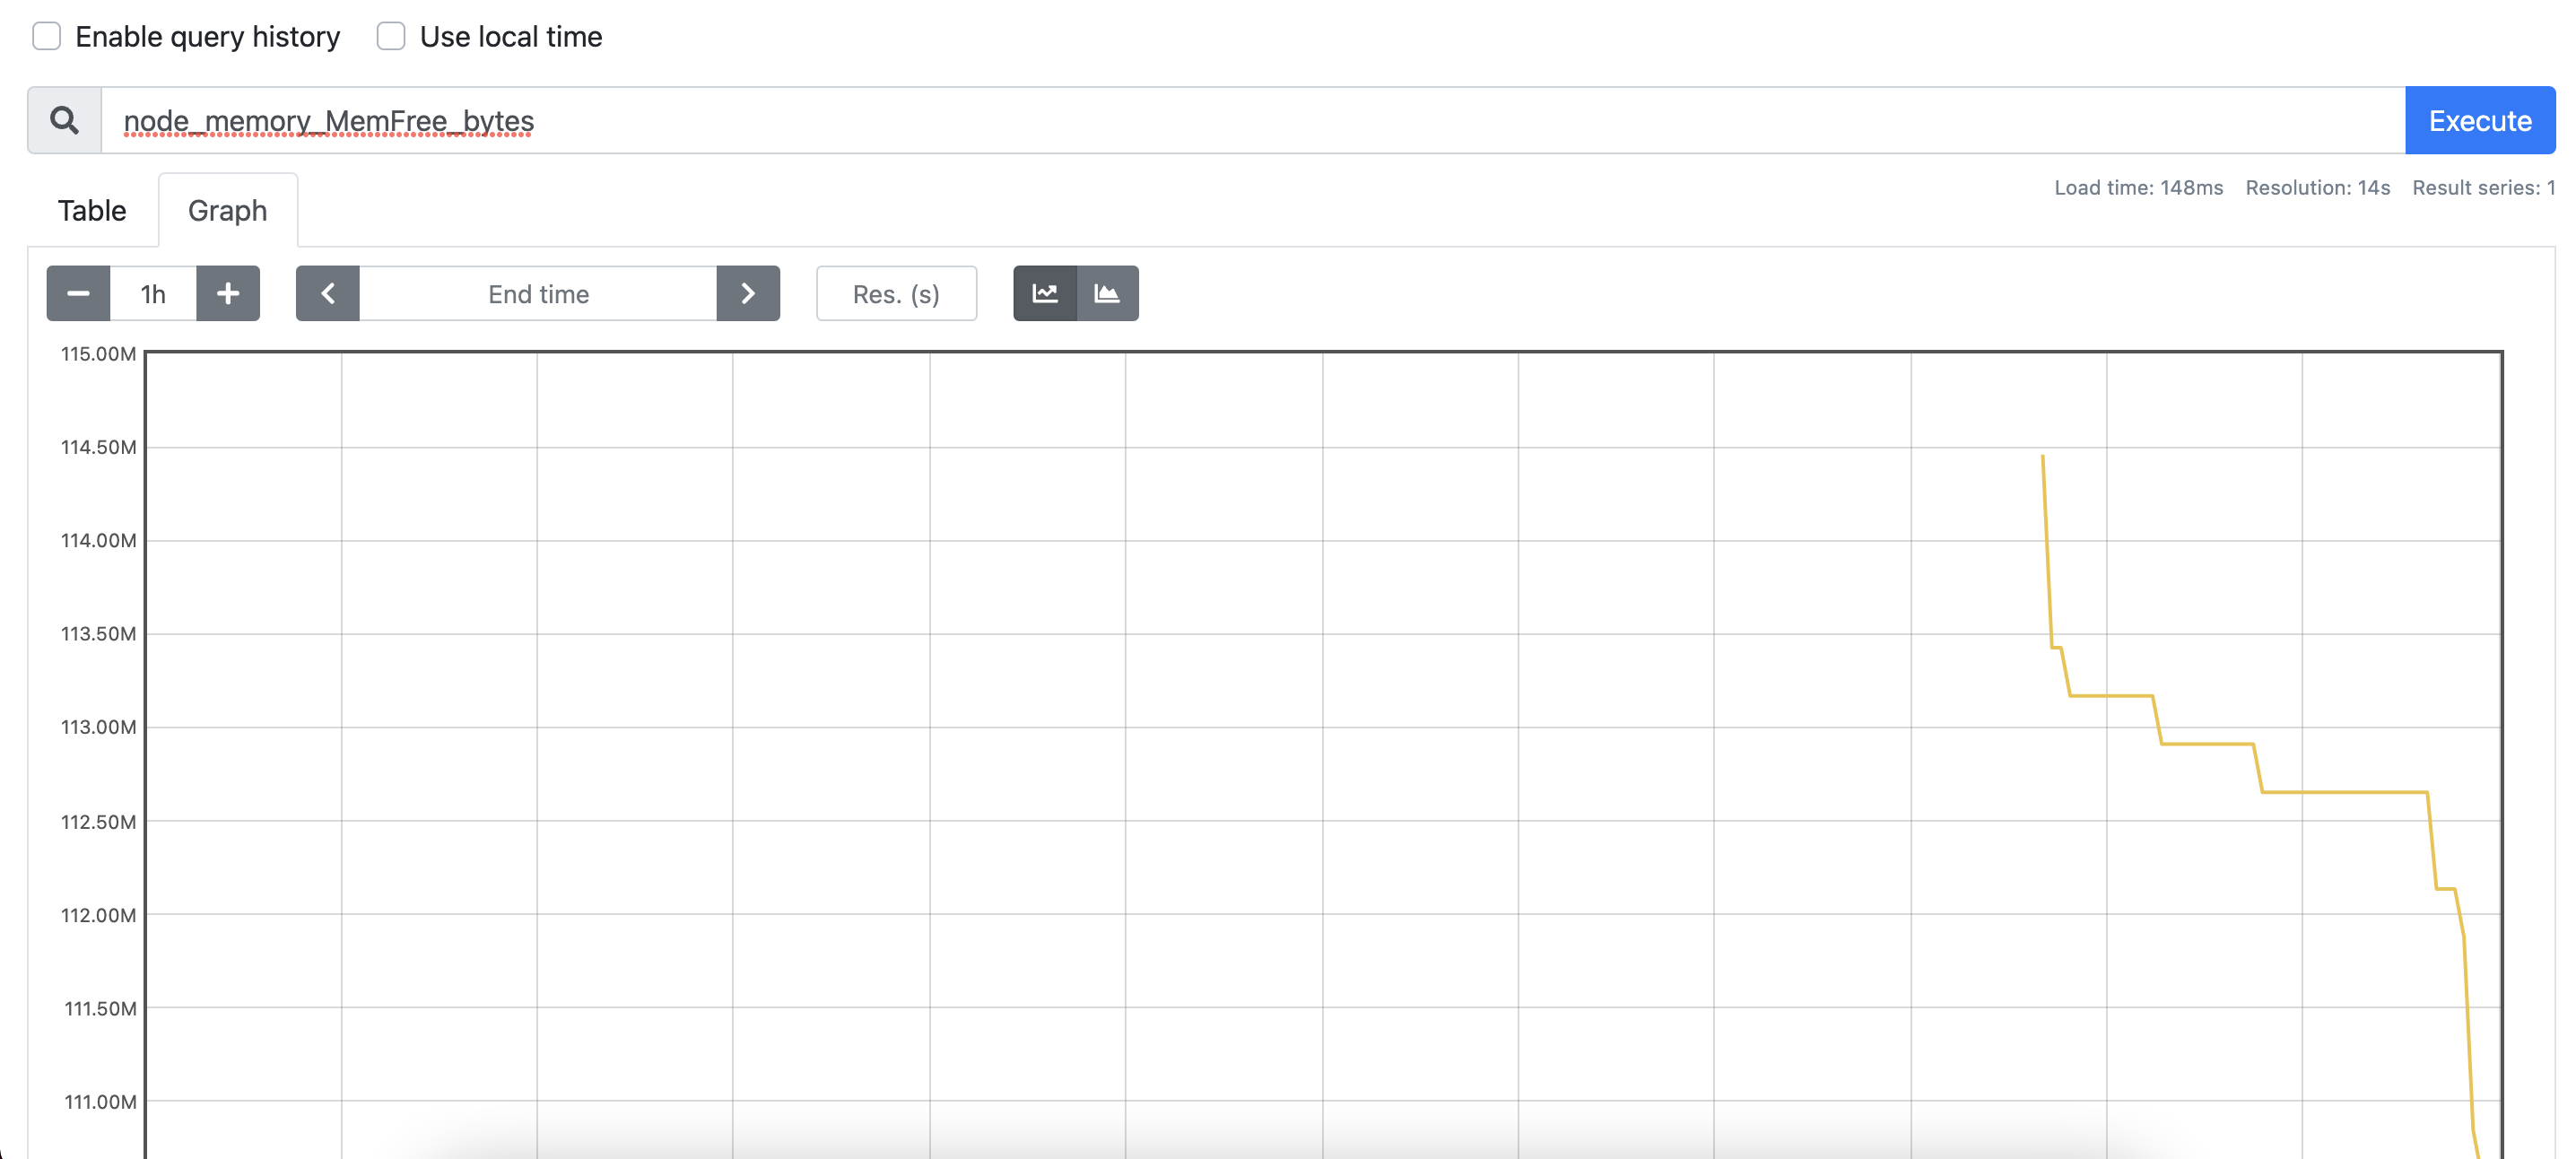 Enable query history Use local time
node_memory_MemFree_bytes Execute
Load time: 148ms Resolution: 14s Result series: 1
Table Graph
1h End time Res. (s)
115.00M
114.50M
114.00M
113.50M
113.00M
112.50M
112.00M
111.50M
111.00M